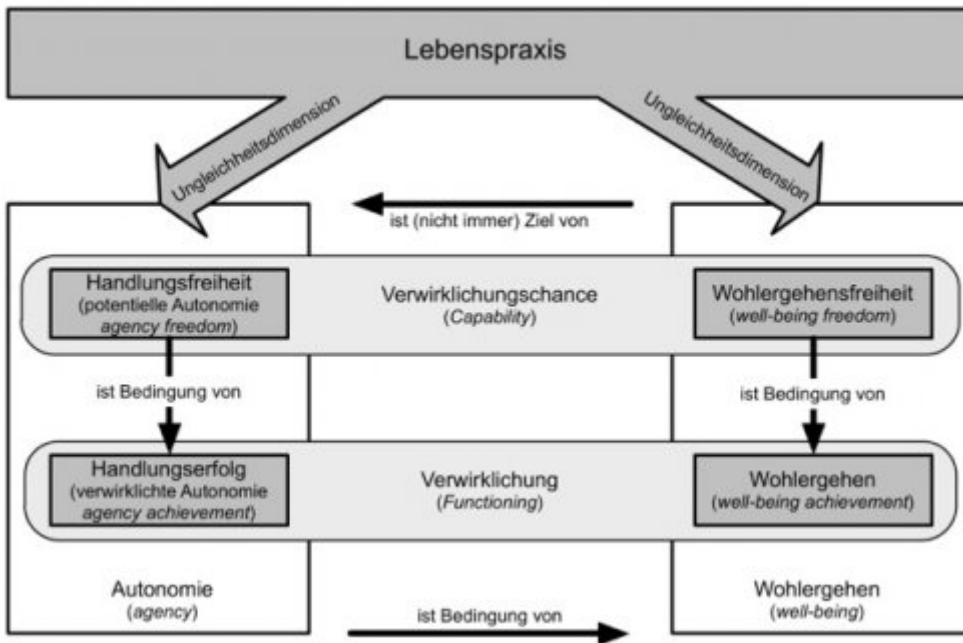 Lebenspraxis
Ungleichheitsdimension
Ungleichheitsdimension
ist (nicht immer) Ziel von
Handlungsfreiheit
(potentielle Autonomie
agency freedom)
Verwirklichungschance
(Capability)
Wohlergehensfreiheit
(well-being freedom)
ist Bedingung von
ist Bedingung von
Handlungserfolg
(verwirklichte Autonomie
agency achievement)
Verwirklichung
(Functioning)
Wohlergehen
(well-being achievement)
Autonomie
(agency)
Wohlergehen
(well-being)
ist Bedingung von